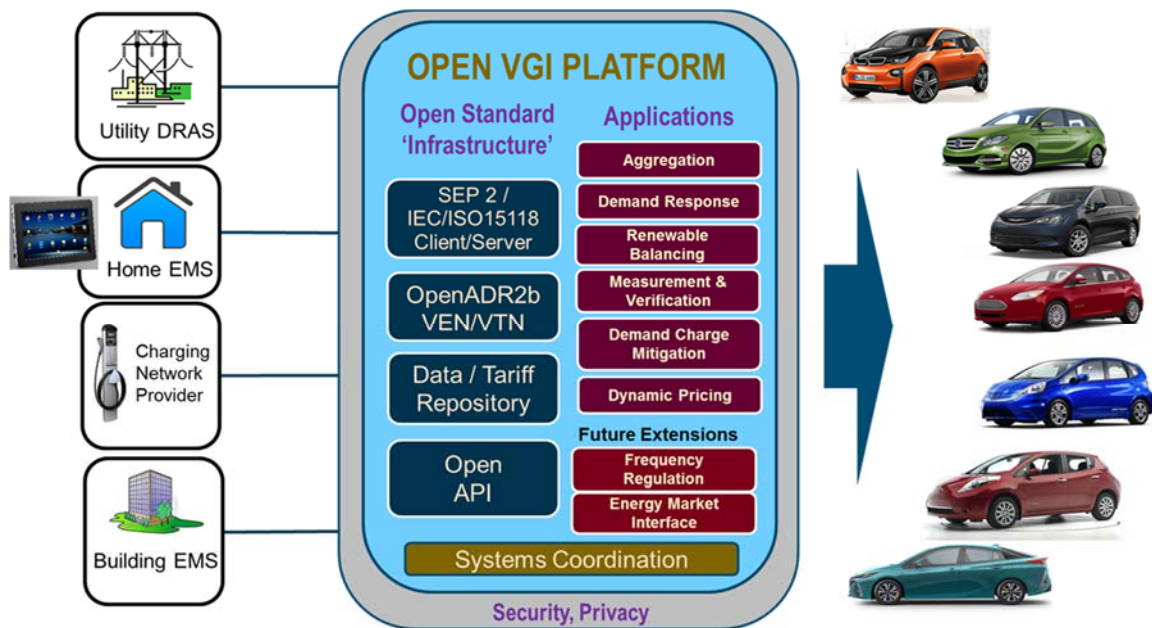 Utility DRAS
Home EMS
Charging
Network
Provider
Building EMS
OPEN VGI PLATFORM
Open Standard
‘Infrastructure’
SEP 2 /
IEC/ISO15118
Client/Server
OpenADR2b
VEN/VTN
Data / Tariff
Repository
Open
API
Applications
Aggregation
Demand Response
Renewable
Balancing
Measurement &
Verification
Demand Charge
Mitigation
Dynamic Pricing
Future Extensions
Frequency
Regulation
Energy Market
Interface
Systems Coordination
Security, Privacy